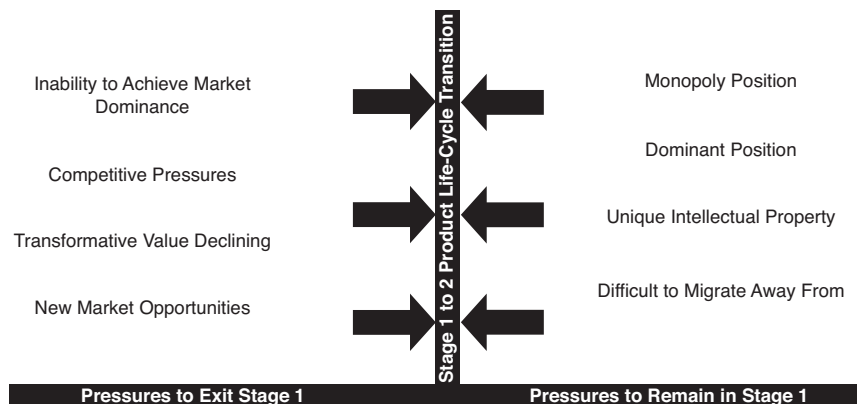 Inability to Achieve Market
Dominance
Competitive Pressures
Transformative Value Declining
New Market Opportunities
Stage 1 to 2 Product Life-Cycle Transition
Monopoly Position
Dominant Position
Unique Intellectual Property
Difficult to Migrate Away From
Pressures to Exit Stage 1
Pressures to Remain in Stage 1